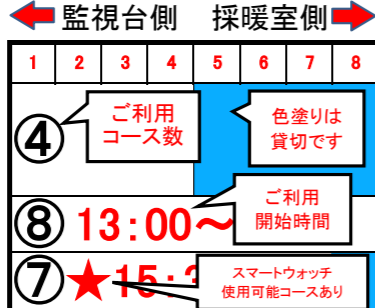 監視台側 採暖室側
1 2 3 4 5 6 7 8
④
ご利用
コース数
色塗りは
貸切です
⑧ 13:00～
ご利用
開始時間
⑦ ★15:3
スマートウォッチ
使用可能コースあり